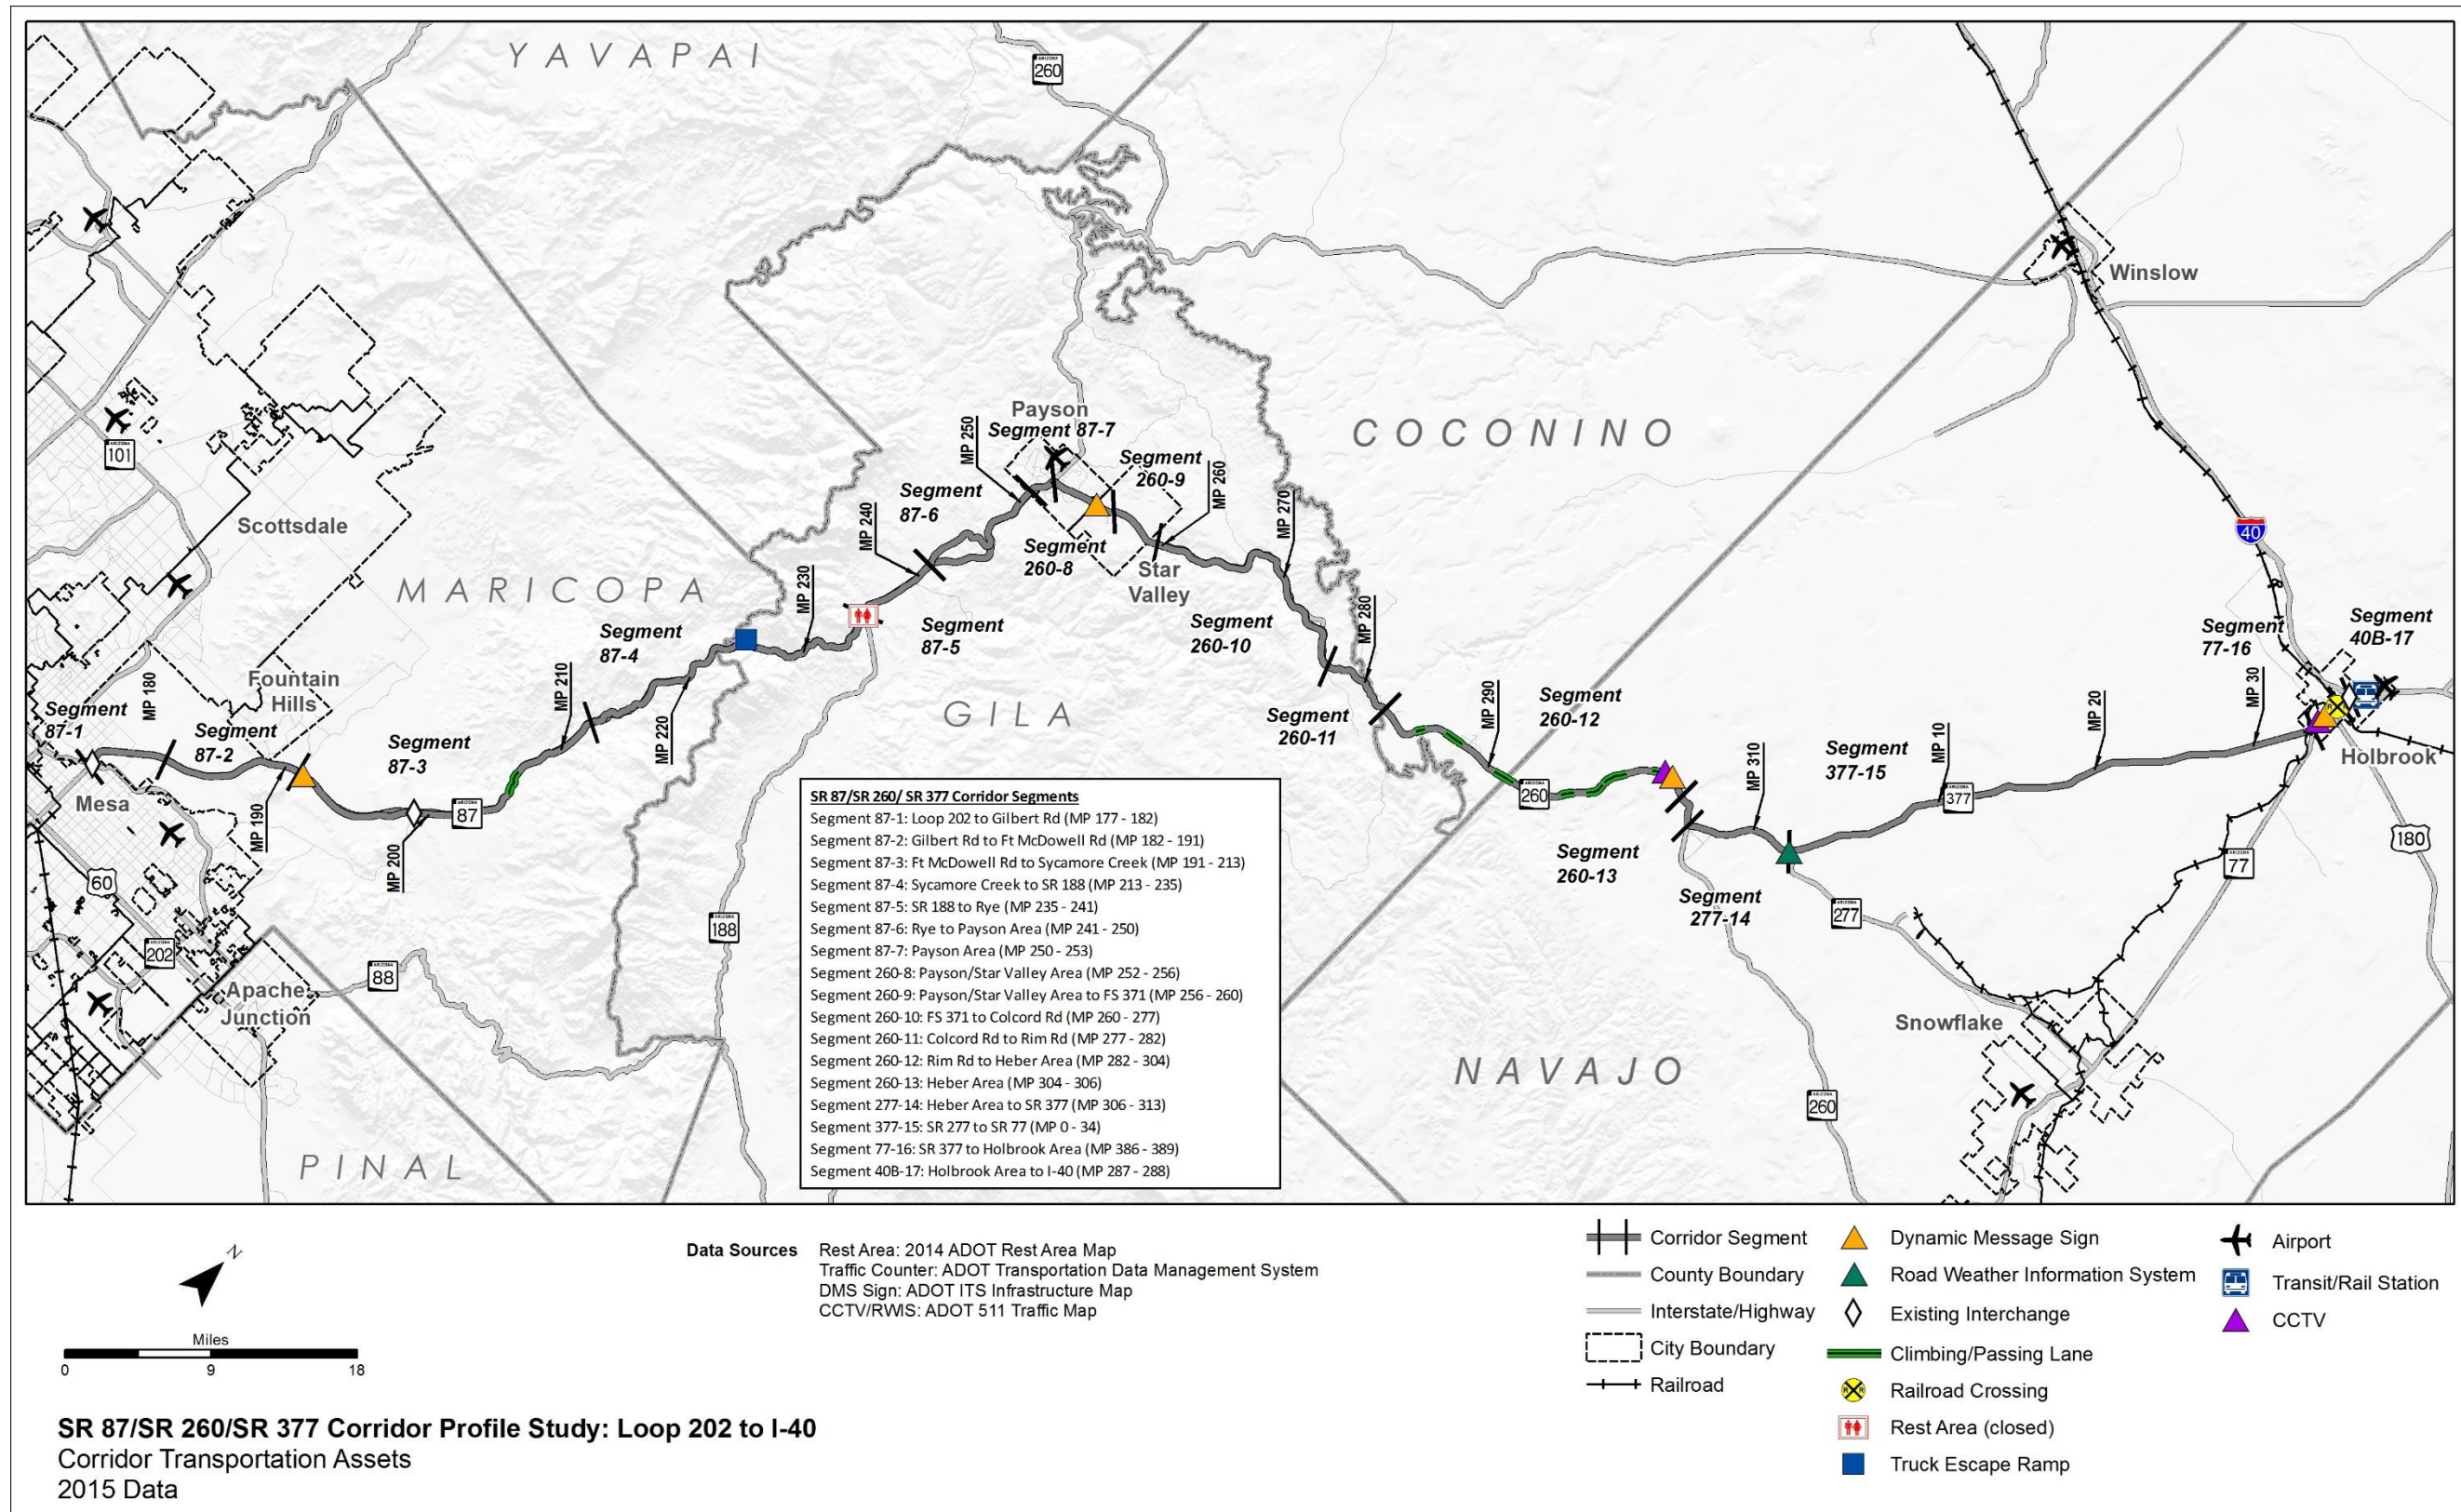 YAVAPAI
ARIZONA
260
Winslow
COCONINO
Payson
Segment 87-7
MP 250
Segment
260-9
MP 260
ARIZONA
101
Segment
87-6
MP 240
MP 270
Scottsdale
40
Segment
260-8
Star
Valley
MARICOPA
MP 230
Segment
87-4
Segment
87-5
Segment
260-10
MP 280
Segment
77-16
Segment
40B-17
Fountain
Hills
MP 180
MP 210
Segment
87-1
Segment
87-2
Segment
87-3
MP 220
GILA
Segment
260-11
MP 290
Segment
260-12
MP 310
Segment
377-15
MP 10
MP 20
MP 30
Holbrook
Mesa
MP 190
MP 200
ARIZONA
87
ARIZONA
260
ARIZONA
377
180
ARIZONA
77
60
Segment
260-13
Segment
277-14
ARIZONA
277
ARIZONA
188
ARIZONA
202
ARIZONA
88
Apache
Junction
Snowflake
NAVAJO
ARIZONA
260
PINAL
SR 87/SR 260/ SR 377 Corridor Segments
Segment 87-1: Loop 202 to Gilbert Rd (MP 177 - 182)
Segment 87-2: Gilbert Rd to Ft McDowell Rd (MP 182 - 191)
Segment 87-3: Ft McDowell Rd to Sycamore Creek (MP 191 - 213)
Segment 87-4: Sycamore Creek to SR 188 (MP 213 - 235)
Segment 87-5: SR 188 to Rye (MP 235 - 241)
Segment 87-6: Rye to Payson Area (MP 241 - 250)
Segment 87-7: Payson Area (MP 250 - 253)
Segment 260-8: Payson/Star Valley Area (MP 252 - 256)
Segment 260-9: Payson/Star Valley Area to FS 371 (MP 256 - 260)
Segment 260-10: FS 371 to Colcord Rd (MP 260 - 277)
Segment 260-11: Colcord Rd to Rim Rd (MP 277 - 282)
Segment 260-12: Rim Rd to Heber Area (MP 282 - 304)
Segment 260-13: Heber Area (MP 304 - 306)
Segment 277-14: Heber Area to SR 377 (MP 306 - 313)
Segment 377-15: SR 277 to SR 77 (MP 0 - 34)
Segment 77-16: SR 377 to Holbrook Area (MP 386 - 389)
Segment 40B-17: Holbrook Area to I-40 (MP 287 - 288)
N
Miles
0 9 18
Data Sources
Rest Area: 2014 ADOT Rest Area Map
Traffic Counter: ADOT Transportation Data Management System
DMS Sign: ADOT ITS Infrastructure Map
CCTV/RWIS: ADOT 511 Traffic Map
Corridor Segment
County Boundary
Interstate/Highway
City Boundary
Railroad
Dynamic Message Sign
Road Weather Information System
Existing Interchange
Climbing/Passing Lane
Railroad Crossing
Rest Area (closed)
Truck Escape Ramp
Airport
Transit/Rail Station
CCTV
SR 87/SR 260/SR 377 Corridor Profile Study: Loop 202 to I-40
Corridor Transportation Assets
2015 Data